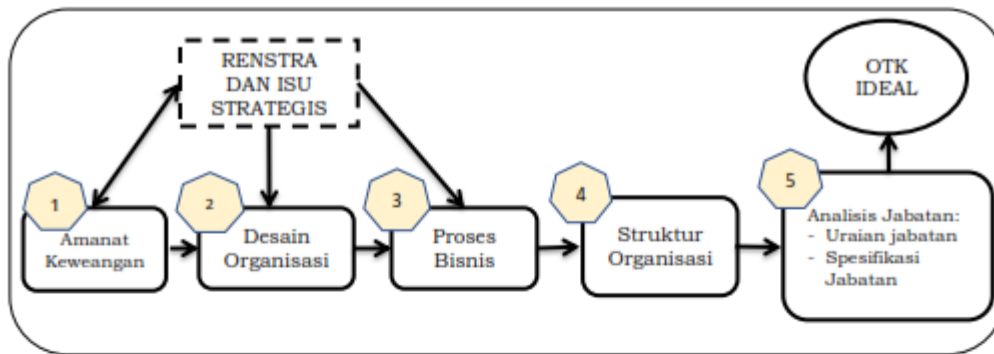 RENSTRA
DAN ISU
STRATEGIS
OTK
IDEAL
1
Amanat
Keweangan
2
Desain
Organisasi
3
Proses
Bisnis
4
Struktur
Organisasi
5
Analisis Jabatan:
- Uraian jabatan
- Spesifikasi
Jabatan